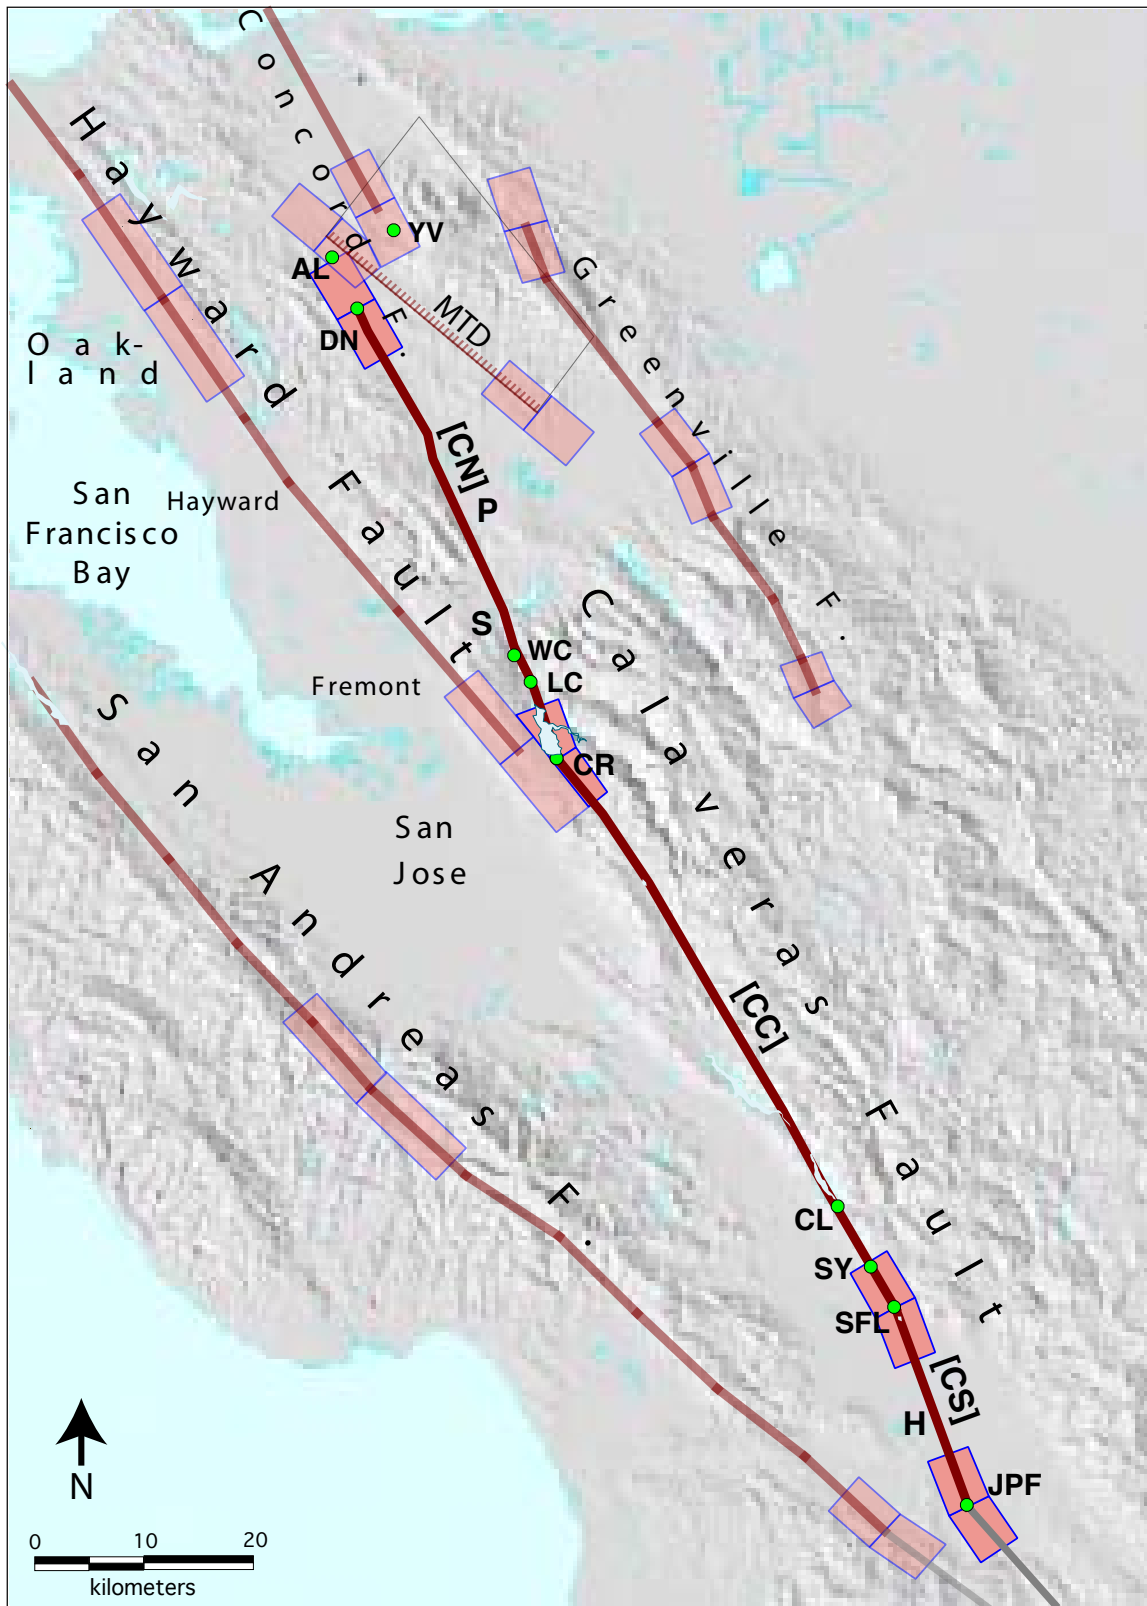 Concord F.
Hayward Fault
YV
AL
Greenville F.
MTD
DN
Oak-
land
[CN]
P
San
Francisco
Bay
Hayward
Calaveras Fault
S
WC
LC
Fremont
San Andreas F.
CR
San
Jose
[CC]
CL
SY
SFL
[CS]
H
JPF
N
0 10 20
kilometers